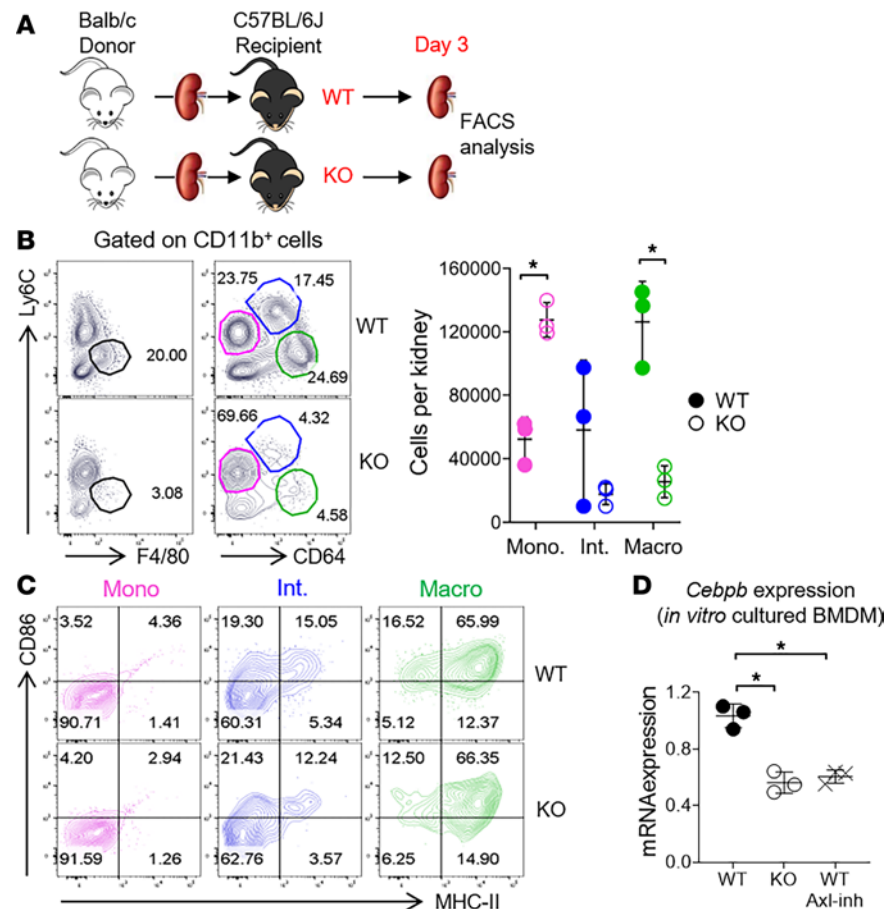 A
Balb/c
Donor
C57BL/6J
Recipient
Day 3
WT
KO
FACS
analysis
B
Gated on CD11b+ cells
Ly6C
20.00
23.75 17.45
24.69
WT
3.08
69.66 4.32
4.58
KO
F4/80
CD64
*
*
Cells per kidney
160000
120000
80000
40000
0
Mono. Int. Macro
WT
KO
C
Mono Int. Macro
CD86
3.52 4.36
90.71 1.41
19.30 15.05
60.31 5.34
16.52 65.99
5.12 12.37
WT
4.20 2.94
91.59 1.26
21.43 12.24
62.76 3.57
12.50 66.35
6.25 14.90
KO
MHC-II
D
Cebpb expression
(in vitro cultured BMDM)
*
*
mRNAexpression
1.2
0.8
0.4
0.0
WT KO WT
Axl-inh